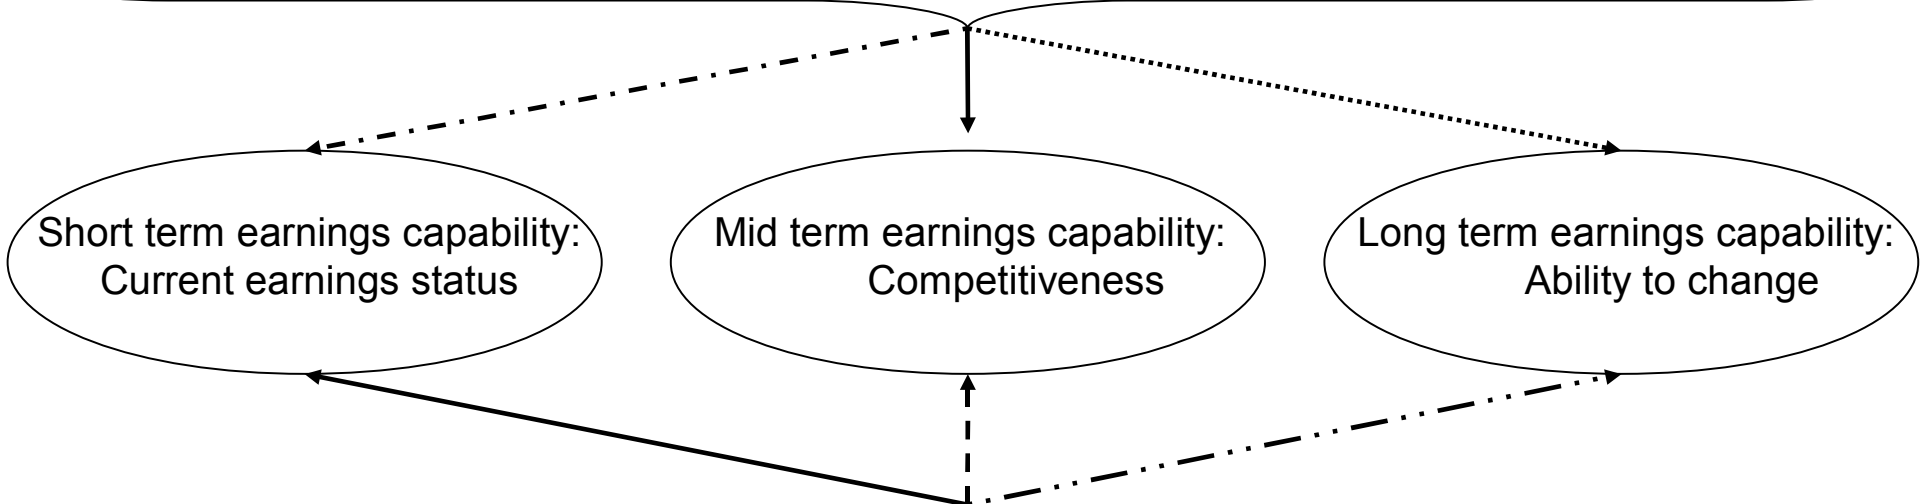 Short term earnings capability:
Current earnings status
Mid term earnings capability:
Competitiveness
Long term earnings capability:
Ability to change